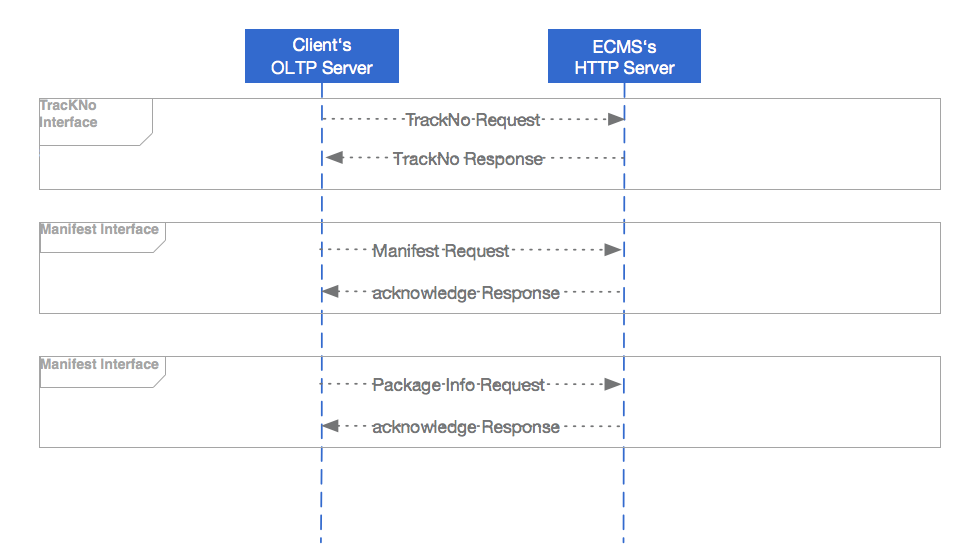 Client's
OLTP Server
ECMS's
HTTP Server
TracKNo
Interface
TrackNo Request
TrackNo Response
Manifest Interface
Manifest Request
acknowledge Response
Manifest Interface
Package Info Request
acknowledge Response